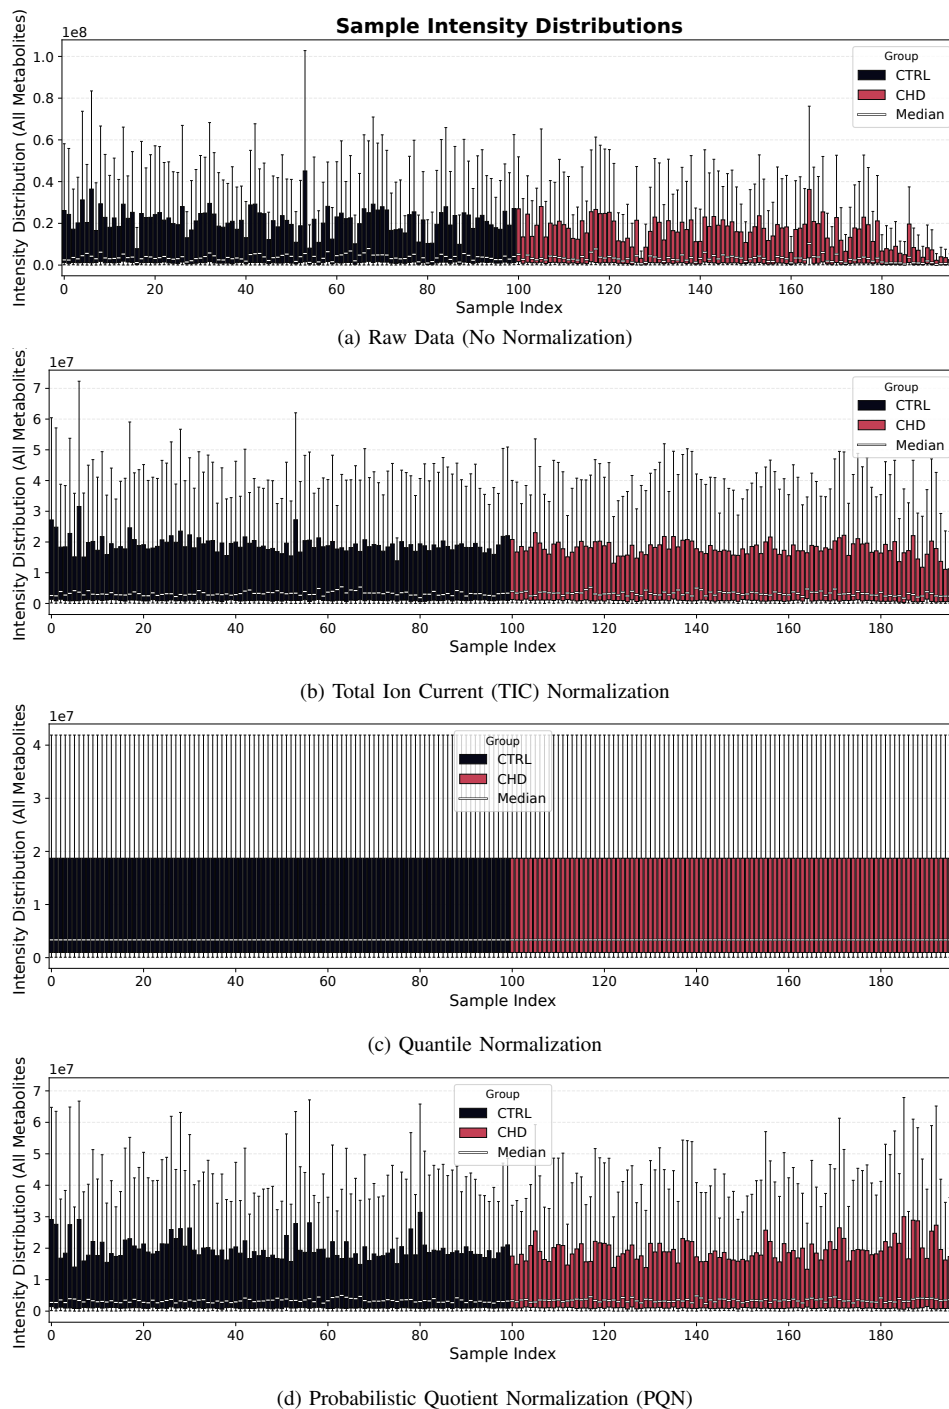 Sample Intensity Distributions
1e8
Intensity Distribution (All Metabolites)
1.0
0.8
0.6
0.4
0.2
0.0
Group
CTRL
CHD
Median
0 20 40 60 80 100 120 140 160 180
Sample Index
(a) Raw Data (No Normalization)
1e7
Intensity Distribution (All Metabolites)
7
6
5
4
3
2
1
0
Group
CTRL
CHD
Median
0 20 40 60 80 100 120 140 160 180
Sample Index
(b) Total Ion Current (TIC) Normalization
1e7
Intensity Distribution (All Metabolites
4
3
2
1
0
Group
CTRL
CHD
Median
0 20 40 60 80 100 120 140 160 180
Sample Index
(c) Quantile Normalization
1e7
Intensity Distribution (All Metabolites
7
6
5
4
3
2
1
0
Group
CTRL
CHD
Median
0 20 40 60 80 100 120 140 160 180
Sample Index
(d) Probabilistic Quotient Normalization (PQN)